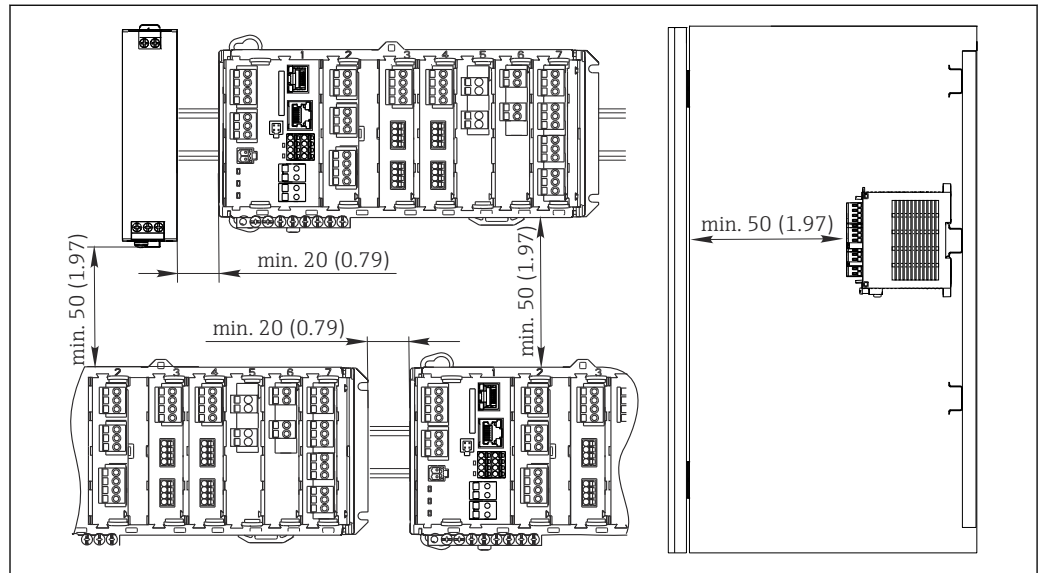 1 2 3 4 5 6 7
min. 50 (1.97)
min. 20 (0.79)
min. 50 (1.97)
min. 50 (1.97)
min. 20 (0.79)
2 3 4 5 6 7
1 2 3